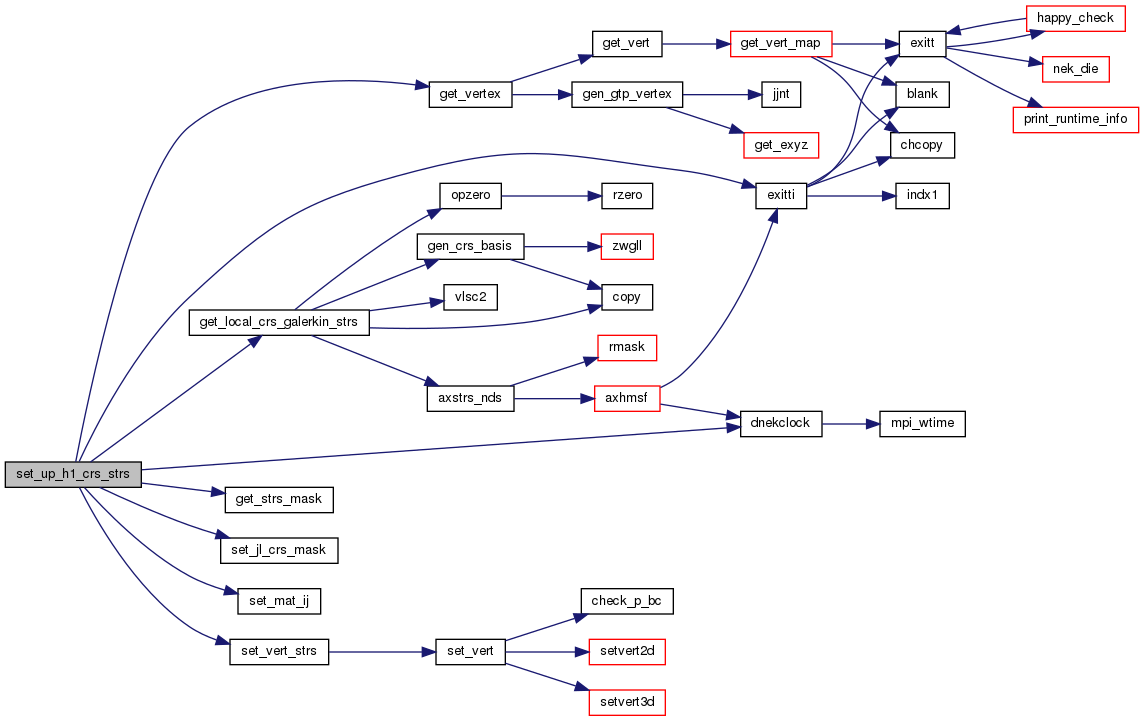 happy_check
get_vert
get_vert_map
exitt
nek_die
get_vertex
gen_gtp_vertex
jjnt
blank
print_runtime_info
get_exyz
chcopy
opzero
rzero
exitti
indx1
gen_crs_basis
zwgll
vlsc2
copy
get_local_crs_galerkin_strs
rmask
axstrs_nds
axhmsf
dnekclock
mpi_wtime
set_up_h1_crs_strs
get_strs_mask
set_jl_crs_mask
set_mat_ij
check_p_bc
set_vert_strs
set_vert
setvert2d
setvert3d